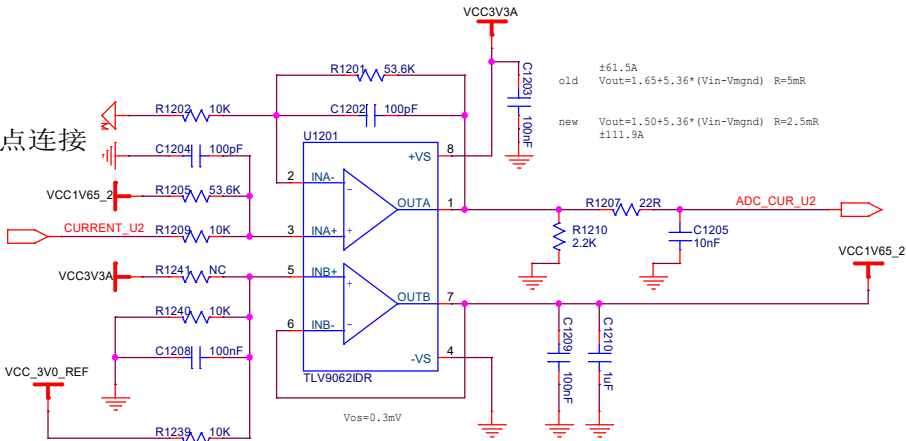 VCC3V3A
R1201 53.6K
C1202 100pF
C1203
100nF
±61.5A
old Vout=1.65+5.36*(Vin-Vmgnd) R=5mR
new Vout=1.50+5.36*(Vin-Vmgnd) R=2.5mR
±111.9A
R1202 10K
点连接
C1204 100pF
U1201
+VS 8
2 INA-
VCC1V65_2
R1205 53.6K
OUTA 1
CURRENT_U2
R1209 10K
3 INA+
R1207 22R
ADC_CUR_U2
R1210
2.2K
C1205
10nF
VCC1V65_2
VCC3V3A
R1241 NC
5 INB+
R1240 10K
OUTB 7
6 INB-
C1208 100nF
-VS 4
TLV9062IDR
C1209
100nF
C1210
1uF
VCC_3V0_REF
Vos=0.3mV
R1239 10K